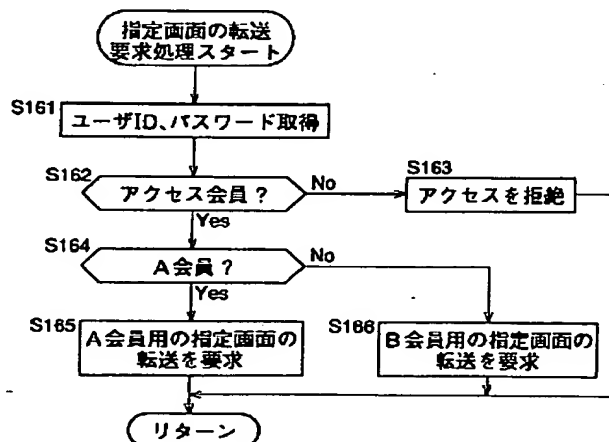 指定画面の転送
要求処理スタート
S161
ユーザID、パスワード取得
S162
アクセス会員?
No
S163
アクセスを拒絶
Yes
S164
A会員?
No
Yes
S165
A会員用の指定画面の
転送を要求
S166
B会員用の指定画面の
転送を要求
リターン